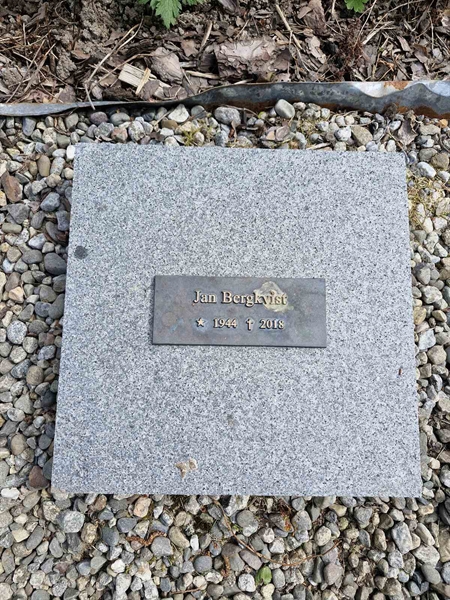 Jan Bergkvist
★ 1944 ✝ 2018